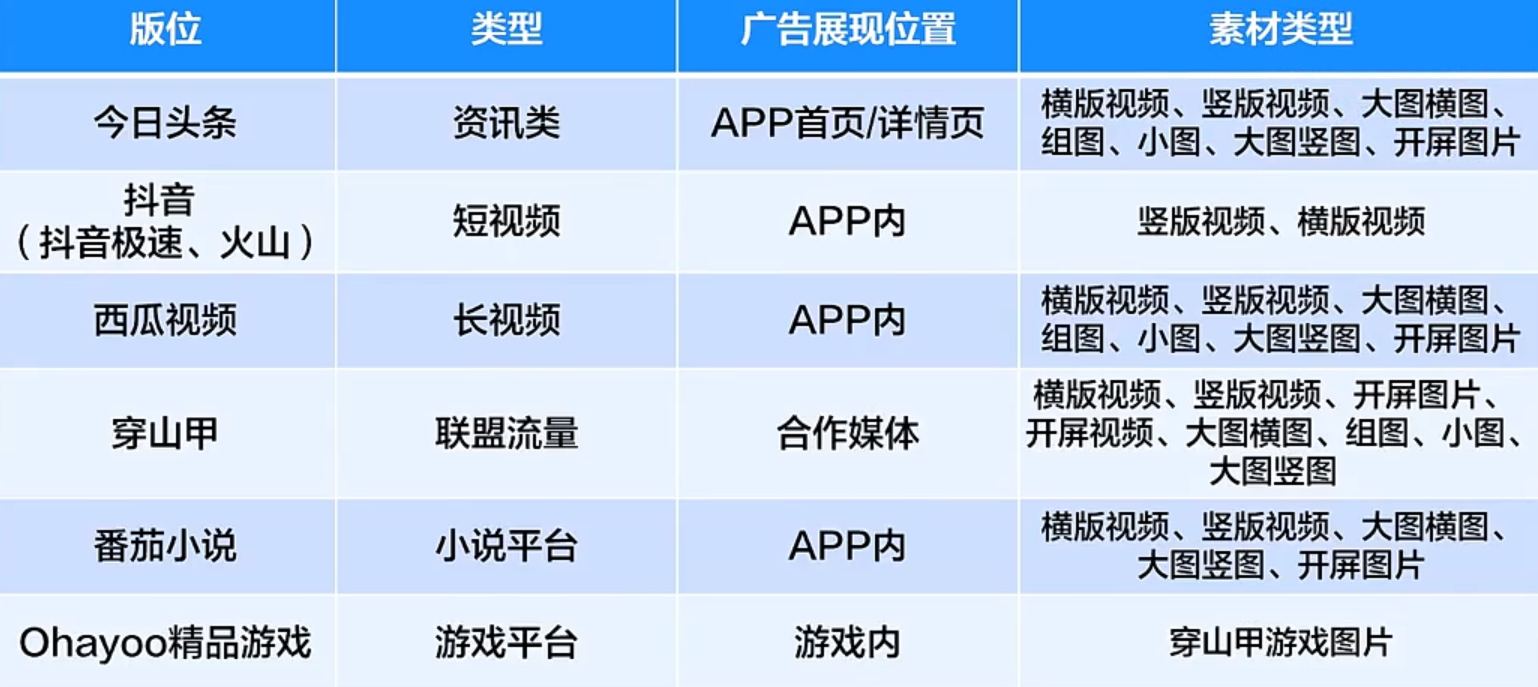 版位 类型 广告展现位置 素材类型
今日头条 资讯类 APP首页/详情页 横版视频、竖版视频、大图横图、
组图、小图、大图竖图、开屏图片
抖音
（抖音极速、火山） 短视频 APP内 竖版视频、横版视频
西瓜视频 长视频 APP内 横版视频、竖版视频、大图横图、
组图、小图、大图竖图、开屏图片
穿山甲 联盟流量 合作媒体 横版视频、竖版视频、开屏图片、
开屏视频、大图横图、组图、小图、
大图竖图
番茄小说 小说平台 APP内 横版视频、竖版视频、大图横图、
大图竖图、开屏图片
Ohayoo精品游戏 游戏平台 游戏内 穿山甲游戏图片